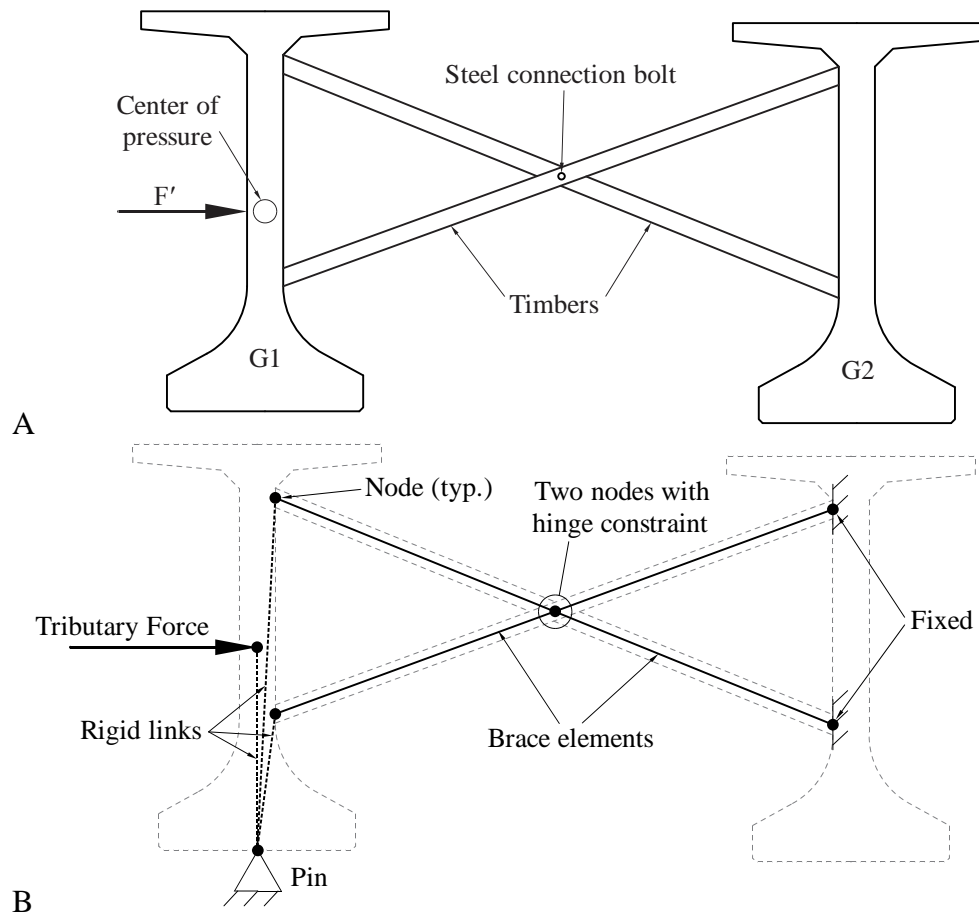 Steel connection bolt
Center of
pressure
F′
Timbers
G1
G2
A
Node (typ.)
Two nodes with
hinge constraint
Tributary Force
Fixed
Rigid links
Brace elements
Pin
B